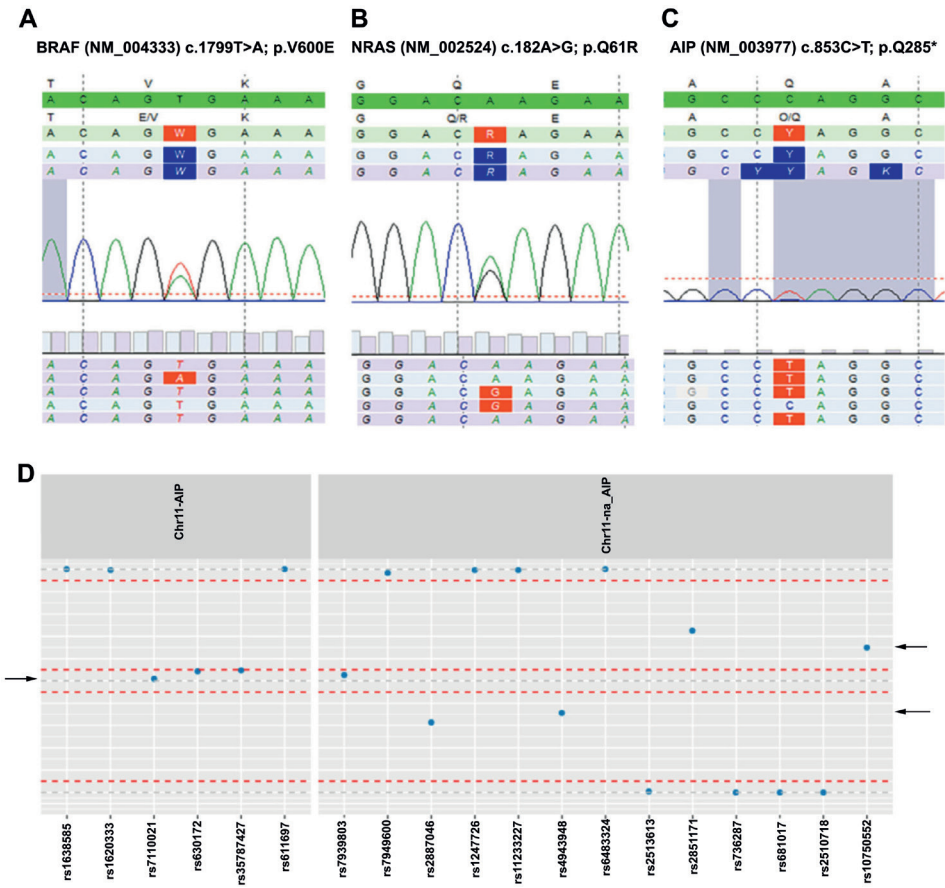 A
BRAF (NM_004333) c.1799T>A; p.V600E
T V K
A C A G T G A A A
T E/V K
A C A G W G A A A
A C A G W G A A A
A C A G W G A A A
A C A G T G A A A
A C A G A G A A A
A C A G T G A A A
A C A G T G A A A
A C A G T G A A A
B
NRAS (NM_002524) c.182A>G; p.Q61R
G Q E
G G A C A A G A A
G Q/R E
G G A C R A G A A
G G A C R A G A A
G G A C R A G A A
G G A C A A G A A
G G A C A A G A A
G G A C G A G A A
G G A C G A G A A
G G A C A A G A A
C
AIP (NM_003977) c.853C>T; p.Q285*
A Q A
G C C C A G G C
A O/Q A
G C C Y A G G C
G C C Y A G G C
G C Y Y A G K C
G C C T A G G C
G C C T A G G C
G C C T A G G C
G C C C A G G C
G C C T A G G C
D
Chr11-AIP
Chr11-na_AIP
rs1638585
rs1620333
rs7110021
rs630172
rs35787427
rs611697
rs7939803
rs7949600
rs2887046
rs1247726
rs11233227
rs4943948
rs6483324
rs2513613
rs2851171
rs736287
rs681017
rs2510718
rs10750552